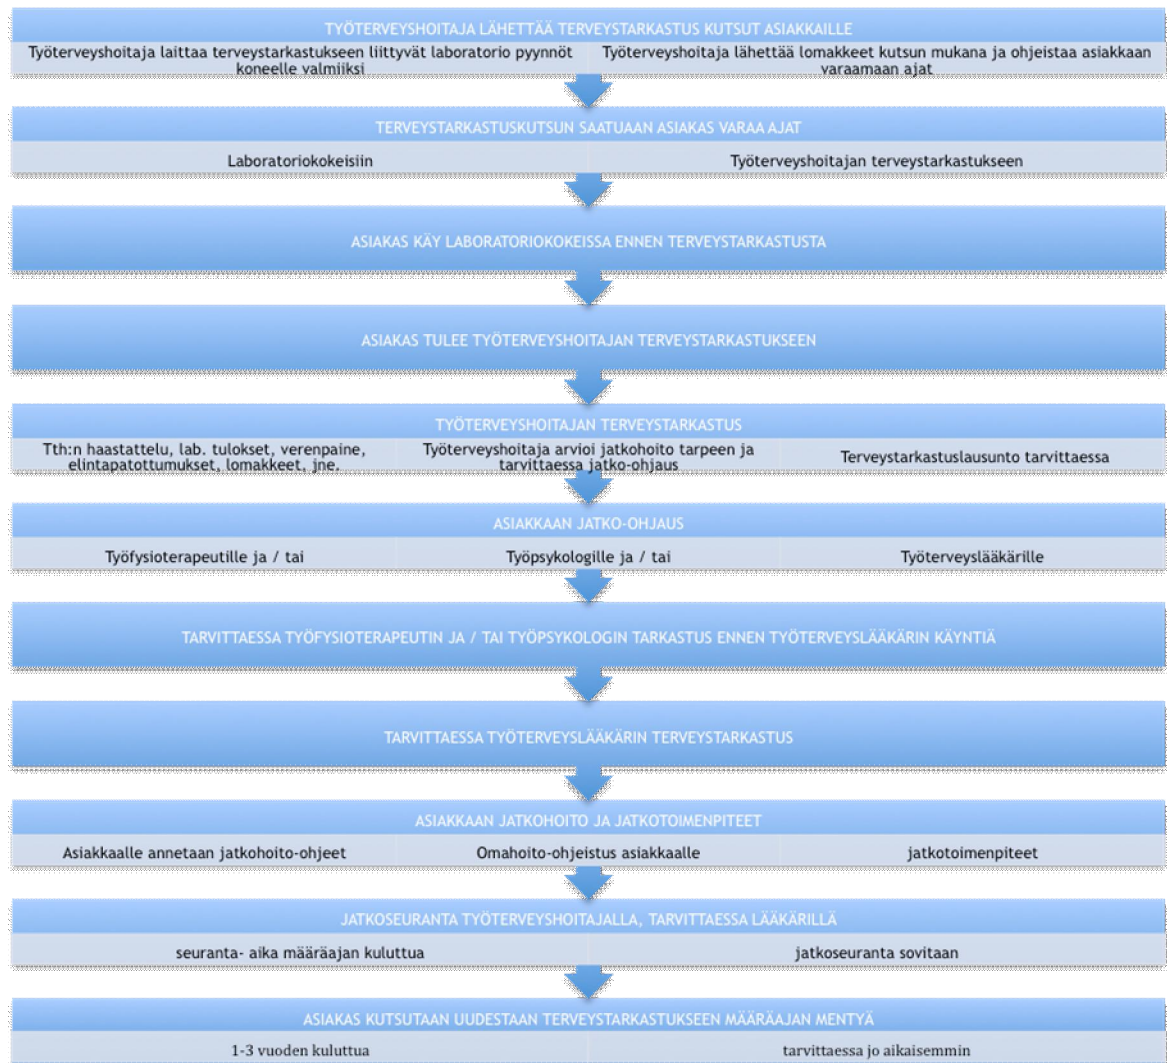 TYÖTERVEYSHOITAJA LÄHETTÄÄ TERVEYSTARKASTUS KUTSUT ASIAKKAILLE
Työterveyshoitaja laittaa terveystarkastukseen liittyvät laboratorio pyynnöt
koneelle valmiiksi
Työterveyshoitaja lähettää lomakkeet kutsun mukana ja ohjeistaa asiakkaan
varaamaan ajat
TERVEYSTARKASTUSKUTSUN SAATUAAN ASIAKAS VARAA AJAT
Laboratoriokokeisiin
Työterveyshoitajan terveystarkastukseen
ASIAKAS KÄY LABORATORIOKOKEISSA ENNEN TERVEYSTARKASTUSTA
ASIAKAS TULEE TYÖTERVEYSHOITAJAN TERVEYSTARKASTUKSEEN
TYÖTERVEYSHOITAJAN TERVEYSTARKASTUS
Tth:n haastattelu, lab. tulokset, verenpaine,
elintapatottumukset, lomakkeet, jne.
Työterveyshoitaja arvioi jatkohoito tarpeen ja
tarvittaessa jatko-ohjaus
Terveystarkastuslausunto tarvittaessa
ASIAKKAAN JATKO-OHJAUS
Työfysioterapeutille ja / tai
Työpsykologille ja / tai
Työterveyslääkärille
TARVITTAESSA TYÖFYSIOTERAPEUTIN JA / TAI TYÖPSYKOLOGIN TARKASTUS ENNEN TYÖTERVEYSLÄÄKÄRIN KÄYNTIÄ
TARVITTAESSA TYÖTERVEYSLÄÄKÄRIN TERVEYSTARKASTUS
ASIAKKAAN JATKOHOITO JA JATKOTOIMENPITEET
Asiakkaalle annetaan jatkohoito-ohjeet
Omahoito-ohjeistus asiakkaalle
jatkotoimenpiteet
JATKOSEURANTA TYÖTERVEYSHOITAJALLA, TARVITTAESSA LÄÄKÄRILLÄ
seuranta- aika määräajan kuluttua
jatkoseuranta sovitaan
ASIAKAS KUTSUTAAN UUDESTAAN TERVEYSTARKASTUKSEEN MÄÄRÄAJAN MENTYÄ
1-3 vuoden kuluttua
tarvittaessa jo aikaisemmin